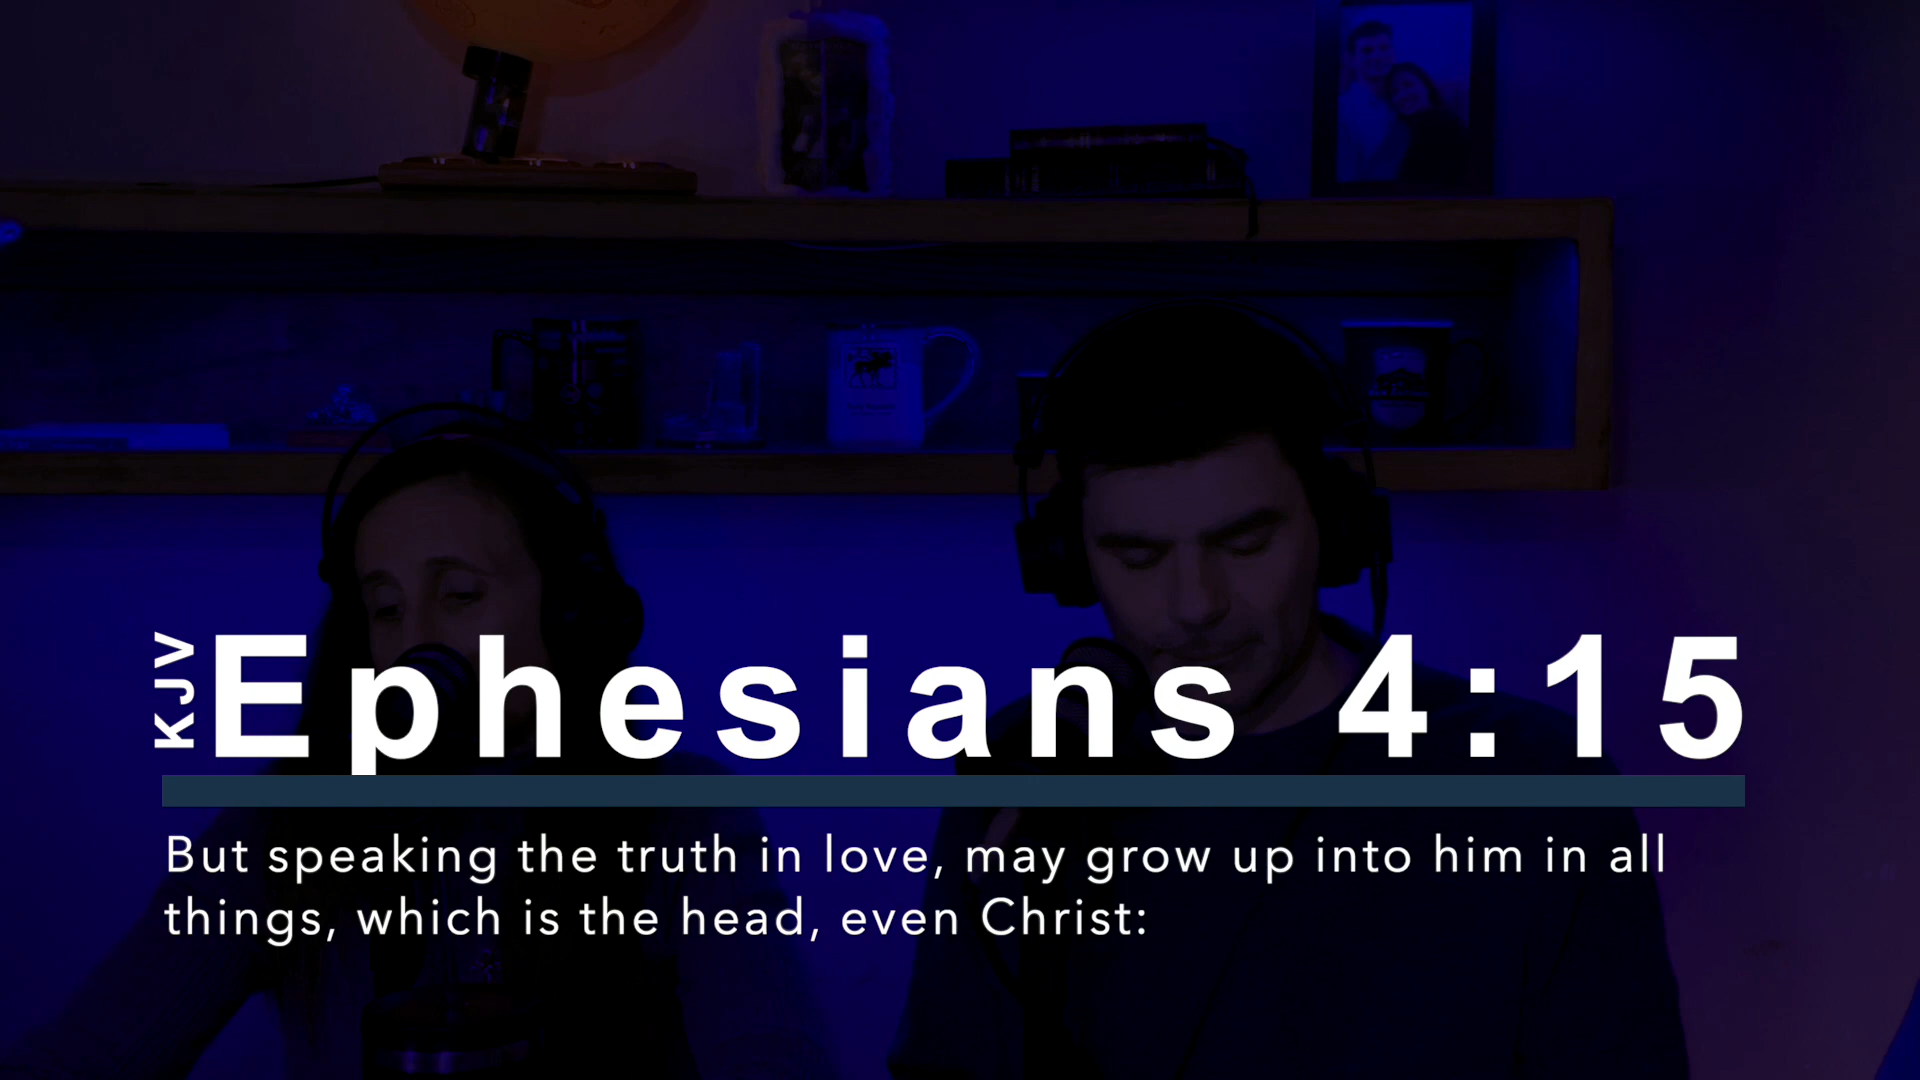 KJV
Ephesians 4:15
But speaking the truth in love, may grow up into him in all
things, which is the head, even Christ: